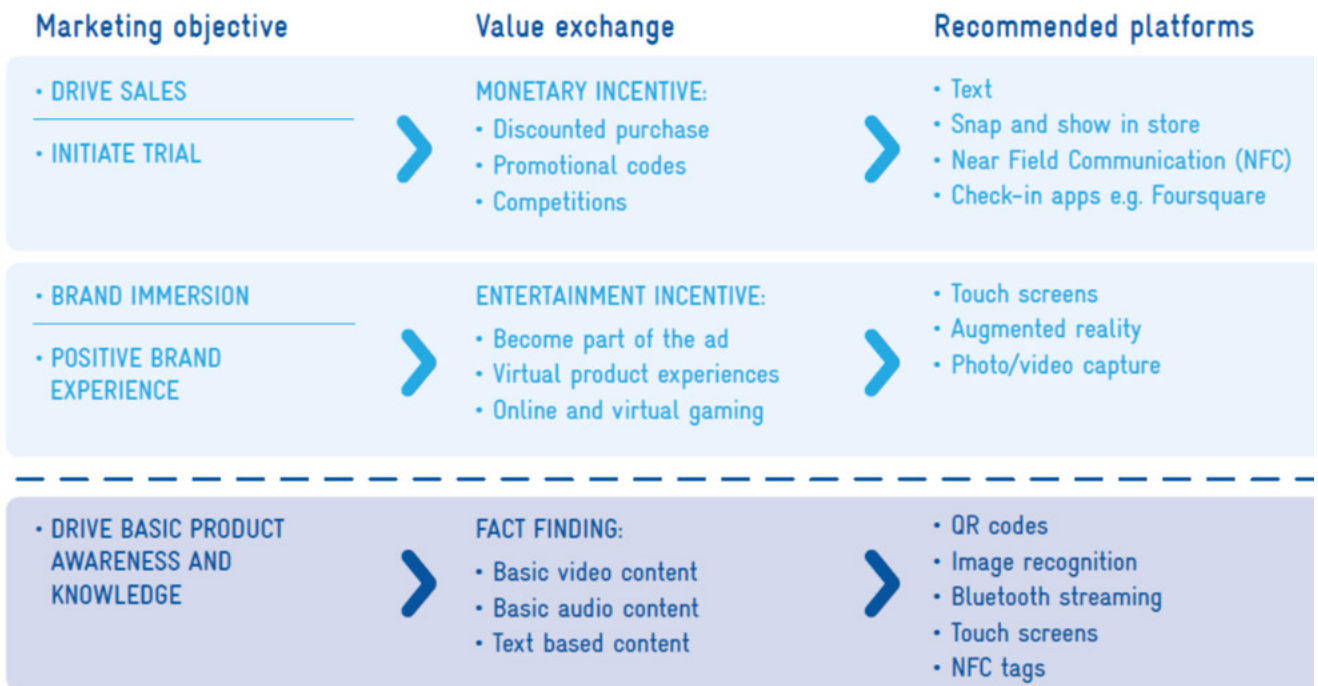 Marketing objective
Value exchange
Recommended platforms
• DRIVE SALES
• INITIATE TRIAL
MONETARY INCENTIVE:
• Discounted purchase
• Promotional codes
• Competitions
• Text
• Snap and show in store
• Near Field Communication (NFC)
• Check-in apps e.g. Foursquare
• BRAND IMMERSION
• POSITIVE BRAND
EXPERIENCE
ENTERTAINMENT INCENTIVE:
• Become part of the ad
• Virtual product experiences
• Online and virtual gaming
• Touch screens
• Augmented reality
• Photo/video capture
• DRIVE BASIC PRODUCT
AWARENESS AND
KNOWLEDGE
FACT FINDING:
• Basic video content
• Basic audio content
• Text based content
• QR codes
• Image recognition
• Bluetooth streaming
• Touch screens
• NFC tags